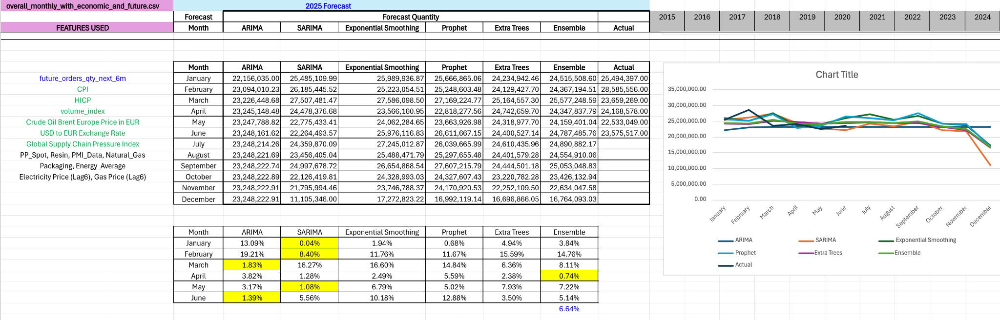 overall_monthly_with_economic_and_future.csv 2025 Forecast
Forecast Forecast Quantity 2015 2016 2017 2018 2019 2020 2021 2022 2023 2024
FEATURES USED Month ARIMA SARIMA Exponential Smoothing Prophet Extra Trees Ensemble Actual
Month ARIMA SARIMA Exponential Smoothing Prophet Extra Trees Ensemble Actual
future_orders_qty_next_6m January 22,156,035.00 25,485,109.99 25,989,936.87 25,666,865.06 24,234,942.46 24,515,508.60 25,494,397.00
CPI February 23,094,010.23 26,185,445.52 25,223,054.51 25,248,603.48 24,129,427.70 24,367,194.51 28,585,556.00
HICP March 23,226,448.68 27,507,481.47 27,586,098.50 27,169,224.77 25,164,557.30 25,577,248.59 23,659,269.00
volume_index April 23,245,148.48 24,478,376.68 23,566,160.95 22,818,277.56 24,742,659.70 24,347,837.79 24,168,578.00
Crude Oil Brent Europe Price in EUR May 23,247,788.82 22,775,433.41 24,062,284.65 23,663,926.98 24,318,977.70 24,159,401.04 22,533,049.00
USD to EUR Exchange Rate June 23,248,161.62 22,264,493.57 25,976,116.83 26,611,667.15 24,400,527.14 24,787,485.76 23,575,517.00
Global Supply Chain Pressure Index July 23,248,214.26 24,359,870.09 27,245,012.87 26,039,665.99 24,610,435.96 24,890,882.17
PP_Spot, Resin, PMI_Data, Natural_Gas August 23,248,221.69 23,456,405.04 25,488,471.79 25,297,655.48 24,401,579.28 24,554,910.06
Packaging, Energy_Average September 23,248,222.74 24,997,678.72 26,654,868.54 27,607,215.79 24,444,501.18 25,053,048.83
Electricity Price (Lag6), Gas Price (Lag6) October 23,248,222.89 22,126,419.81 24,328,993.03 24,327,607.43 23,220,782.28 23,426,132.94
November 23,248,222.91 21,795,994.46 23,746,788.37 24,170,920.53 22,252,109.50 22,634,047.58
December 23,248,222.91 11,105,346.00 17,272,823.22 16,992,119.14 16,696,866.05 16,764,093.03
Month ARIMA SARIMA Exponential Smoothing Prophet Extra Trees Ensemble
January 13.09% 0.04% 1.94% 0.68% 4.94% 3.84%
February 19.21% 8.40% 11.76% 11.67% 15.59% 14.76%
March 1.83% 16.27% 16.60% 14.84% 6.36% 8.11%
April 3.82% 1.28% 2.49% 5.59% 2.38% 0.74%
May 3.17% 1.08% 6.79% 5.02% 7.93% 7.22%
June 1.39% 5.56% 10.18% 12.88% 3.50% 5.14%
6.64%
Chart Title
35,000,000.00
30,000,000.00
25,000,000.00
20,000,000.00
15,000,000.00
10,000,000.00
5,000,000.00
0.00
January February March April May June July August September October November December
ARIMA SARIMA Exponential Smoothing
Prophet Extra Trees Ensemble
Actual